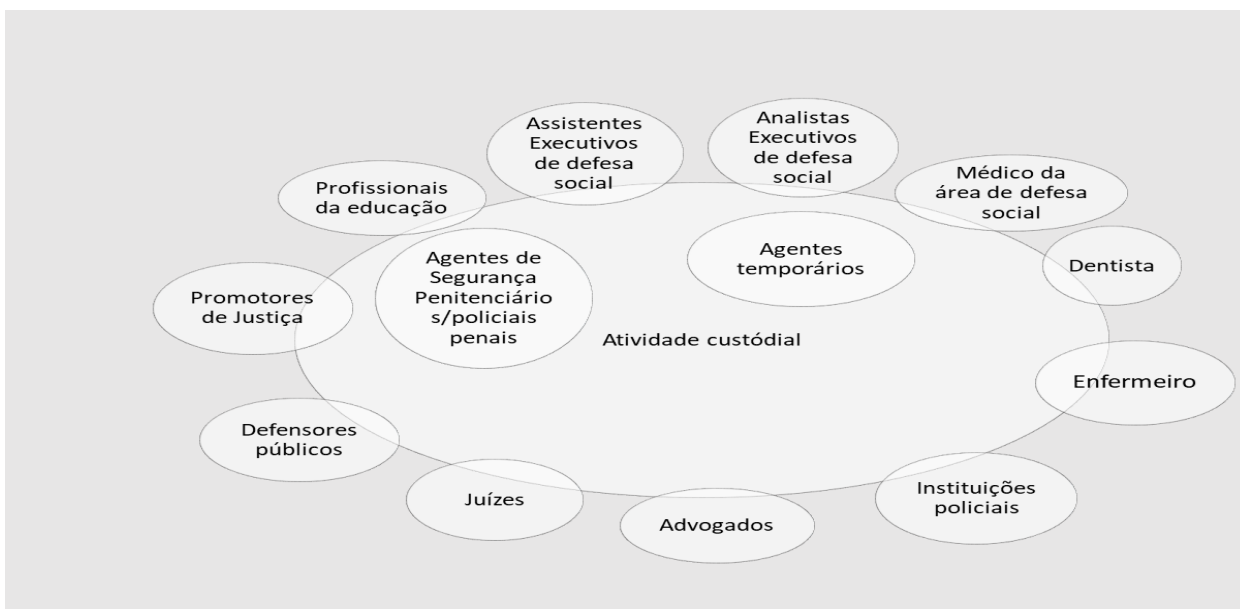 Assistentes
Executivos
de defesa
social
Analistas
Executivos
de defesa
social
Médico da
área de defesa
social
Profissionais
da educação
Agentes de
Segurança
Penitenciário
s/policiais
penais
Agentes
temporários
Dentista
Promotores
de Justiça
Atividade custódial
Enfermeiro
Defensores
públicos
Juízes
Advogados
Instituições
policiais